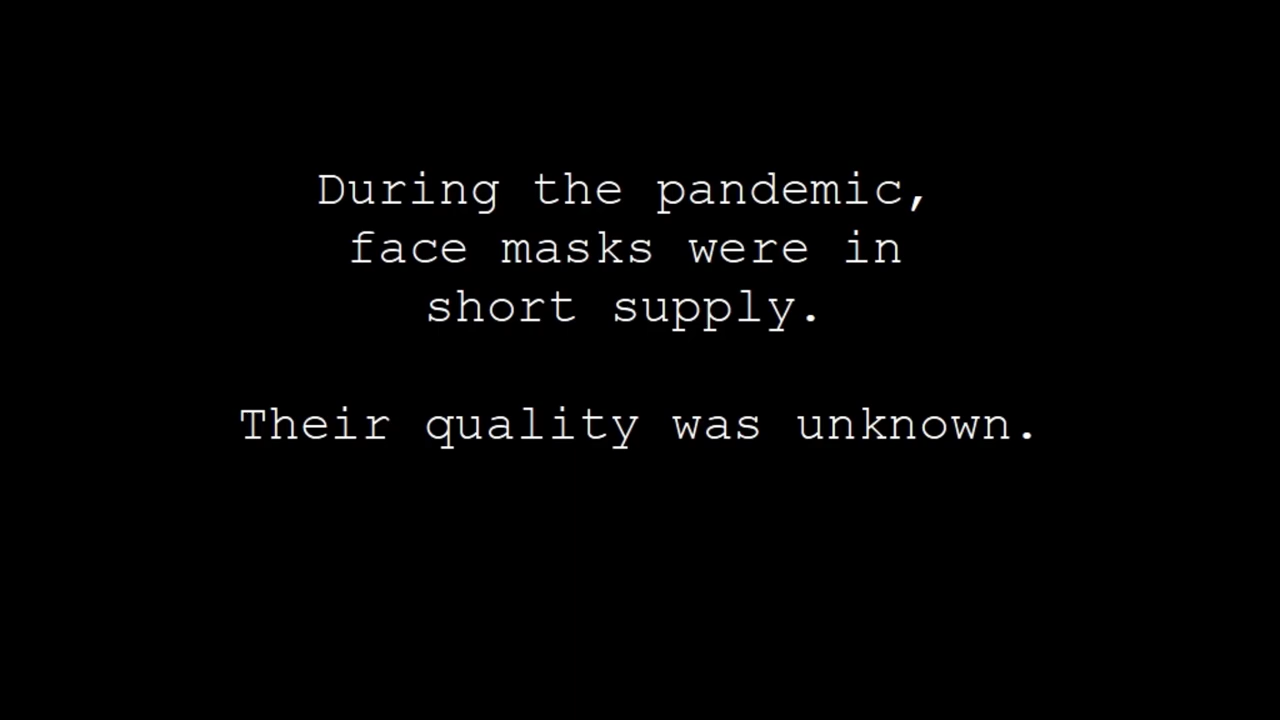 During the pandemic,
face masks were in
short supply.
Their quality was unknown.